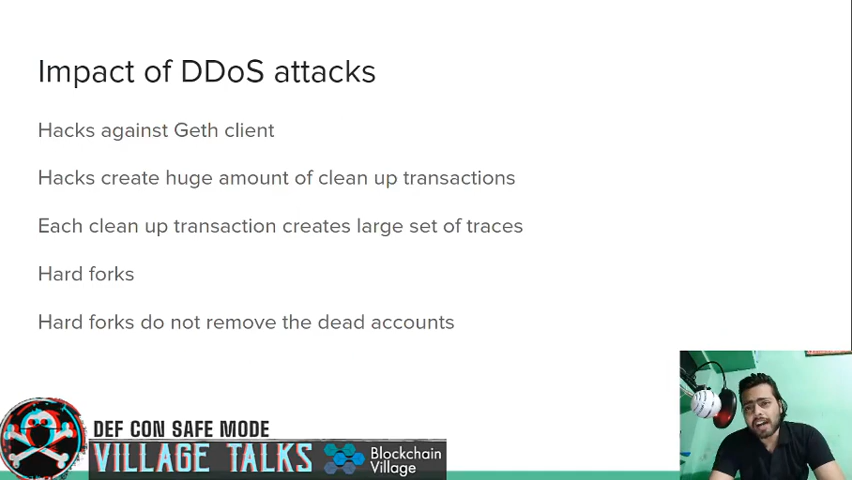 Impact of DDoS attacks
Hacks against Geth client
Hacks create huge amount of clean up transactions
Each clean up transaction creates large set of traces
Hard forks
Hard forks do not remove the dead accounts
DEF CON SAFE MODE
VILLAGE TALKS
Blockchain
Village